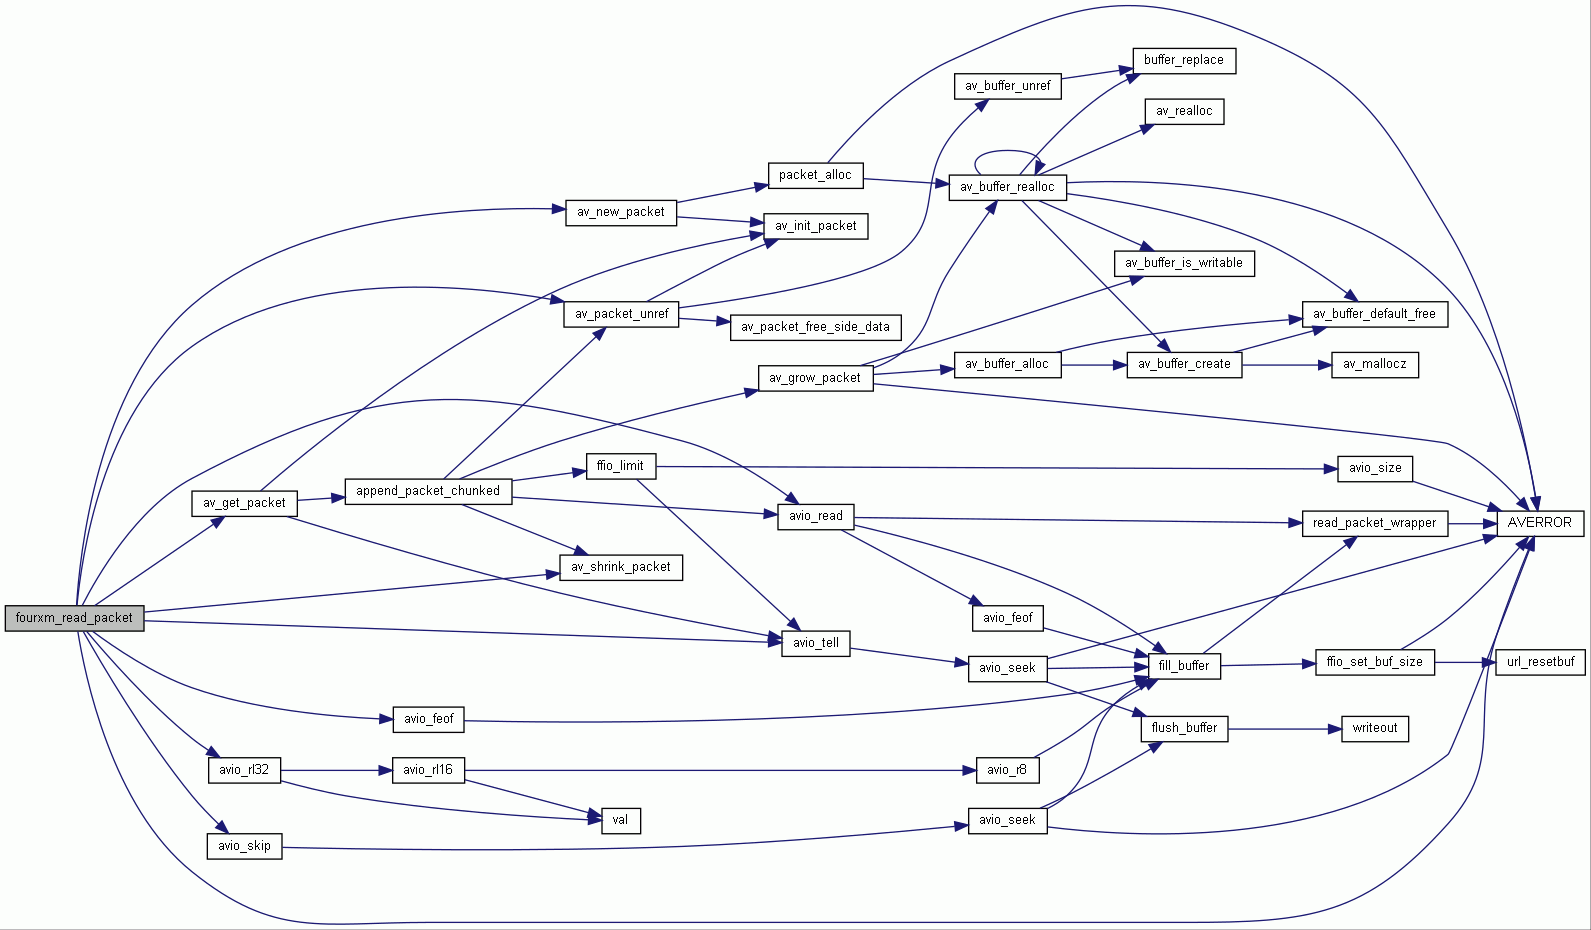 buffer_replace
av_buffer_unref
av_realloc
packet_alloc
av_buffer_realloc
av_new_packet
av_init_packet
av_buffer_is_writable
av_packet_unref
av_packet_free_side_data
av_buffer_default_free
av_buffer_alloc
av_buffer_create
av_mallocz
av_grow_packet
ffio_limit
avio_size
append_packet_chunked
av_get_packet
avio_read
read_packet_wrapper
AVERROR
av_shrink_packet
fourxm_read_packet
avio_feof
avio_tell
avio_seek
fill_buffer
ffio_set_buf_size
url_resetbuf
avio_feof
flush_buffer
writeout
avio_rl32
avio_rl16
avio_r8
val
avio_seek
avio_skip